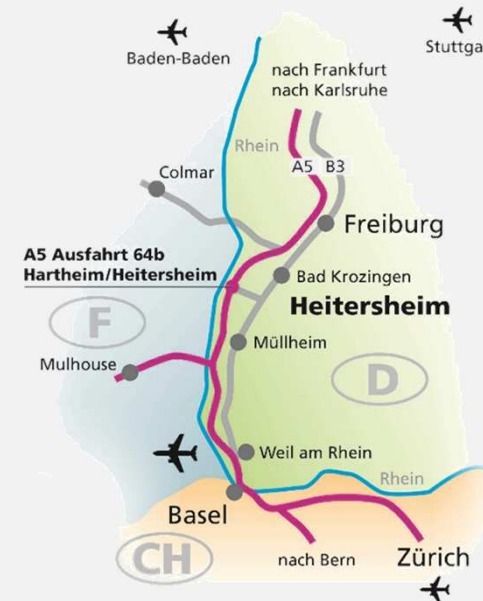 Baden-Baden
Stuttga
nach Frankfurt
nach Karlsruhe
Rhein
A5 B3
Colmar
Freiburg
A5 Ausfahrt 64b
Hartheim/Heitersheim
Bad Krozingen
Heitersheim
F
Müllheim
Mulhouse
D
Weil am Rhein
Rhein
Basel
CH
nach Bern
Zürich